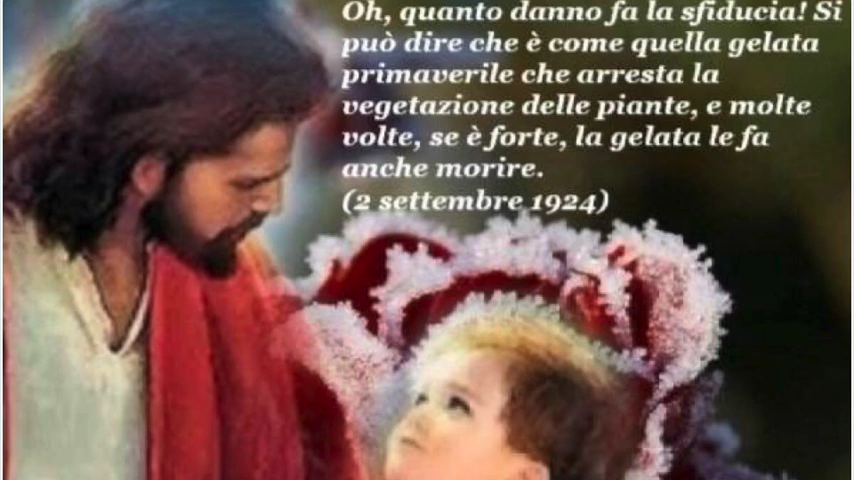 Oh, quanto danno fa la sfiducia! Si
può dire che è come quella gelata
primaverile che arresta la
vegetazione delle piante, e molte
volte, se è forte, la gelata le fa
anche morire.
(2 settembre 1924)